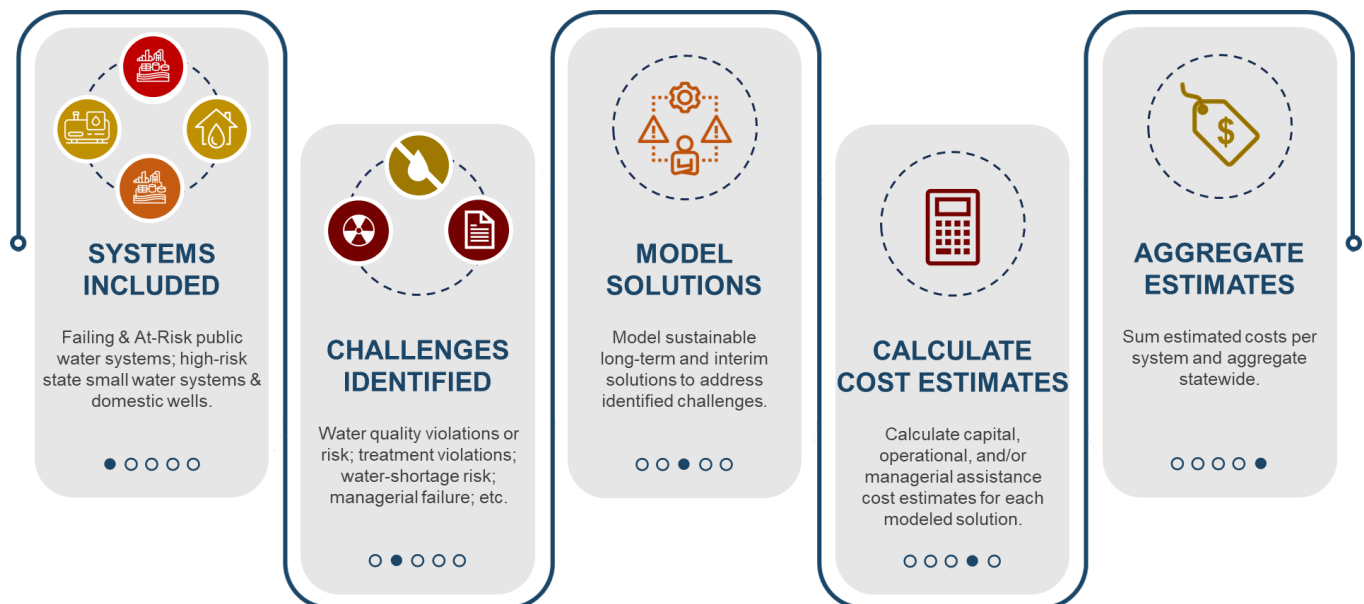 SYSTEMS
INCLUDED
Failing & At-Risk public
water systems; high-risk
state small water systems &
domestic wells.
CHALLENGES
IDENTIFIED
Water quality violations or
risk; treatment violations;
water-shortage risk;
managerial failure; etc.
MODEL
SOLUTIONS
Model sustainable
long-term and interim
solutions to address
identified challenges.
CALCULATE
COST ESTIMATES
Calculate capital,
operational, and/or
managerial assistance
cost estimates for each
modeled solution.
$
AGGREGATE
ESTIMATES
Sum estimated costs per
system and aggregate
statewide.